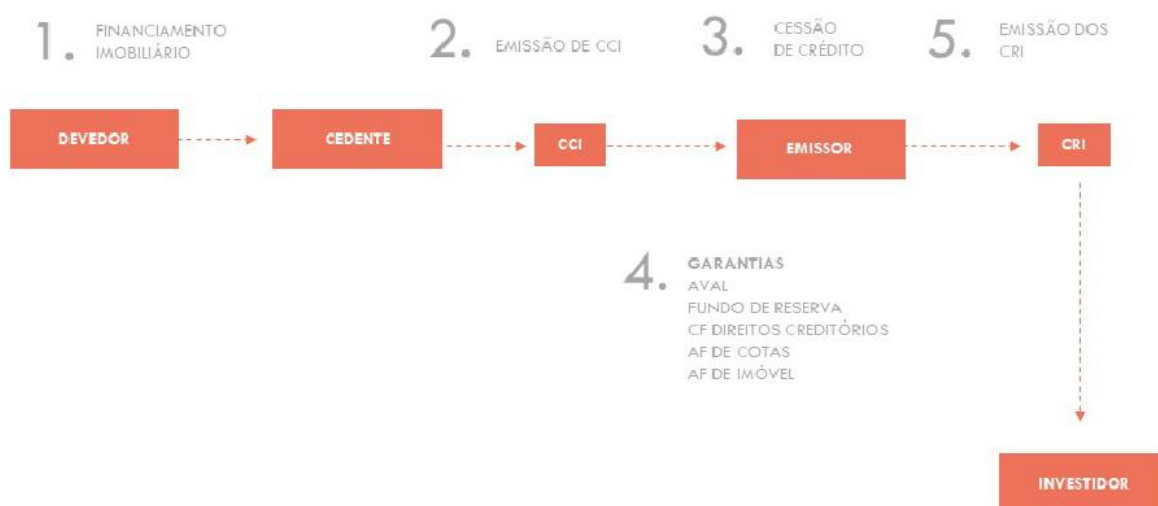 1. FINANCIAMENTO
IMOBILIÁRIO
2. EMISSÃO DE CCI
3. CESSÃO
DE CRÉDITO
5. EMISSÃO DOS
CRI
DEVEDOR
CEDENTE
CCI
EMISSOR
CRI
4. GARANTIAS
AVAL
FUNDO DE RESERVA
CF DIREITOS CREDITÓRIOS
AF DE COTAS
AF DE IMÓVEL
INVESTIDOR